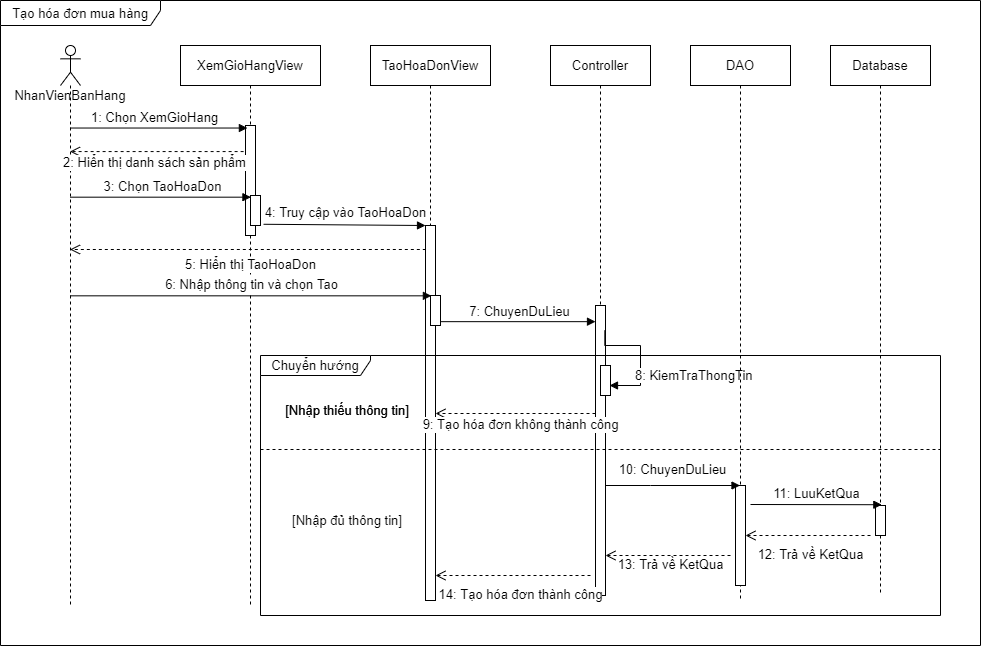 Tạo hóa đơn mua hàng
NhanVienBanHang
XemGioHangView
TaoHoaDonView
Controller
DAO
Database
1: Chọn XemGioHang
2: Hiển thị danh sách sản phẩm
3: Chọn TaoHoaDon
4: Truy cập vào TaoHoaDon
5: Hiển thị TaoHoaDon
6: Nhập thông tin và chọn Tao
7: ChuyenDuLieu
Chuyển hướng
8: KiemTraThongTin
[Nhập thiếu thông tin]
9: Tạo hóa đơn không thành công
10: ChuyenDuLieu
11: LuuKetQua
[Nhập đủ thông tin]
12: Trả về KetQua
13: Trả về KetQua
14: Tạo hóa đơn thành công